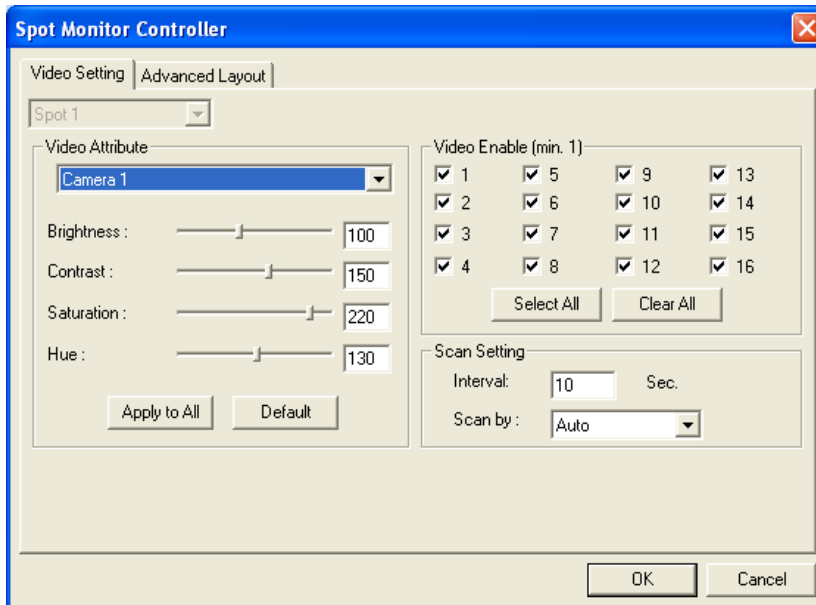 Spot Monitor Controller
Video Setting
Advanced Layout
Spot 1
Video Attribute
Camera 1
Brightness : 100
Contrast : 150
Saturation : 220
Hue : 130
Apply to All
Default
Video Enable (min. 1)
1 5 9 13
2 6 10 14
3 7 11 15
4 8 12 16
Select All
Clear All
Scan Setting
Interval: 10 Sec.
Scan by : Auto
OK
Cancel